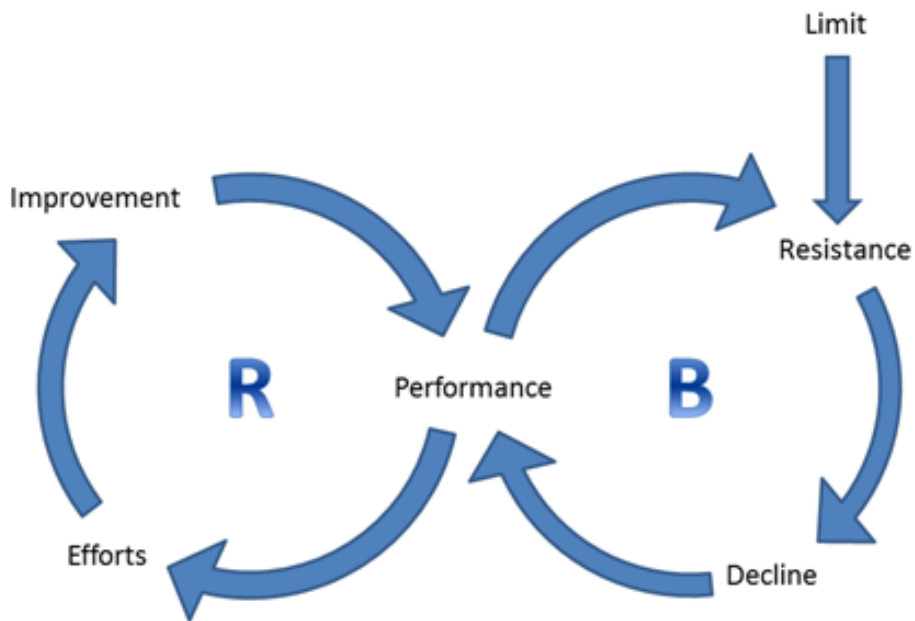 Limit
Improvement
Resistance
R
Performance
B
Efforts
Decline